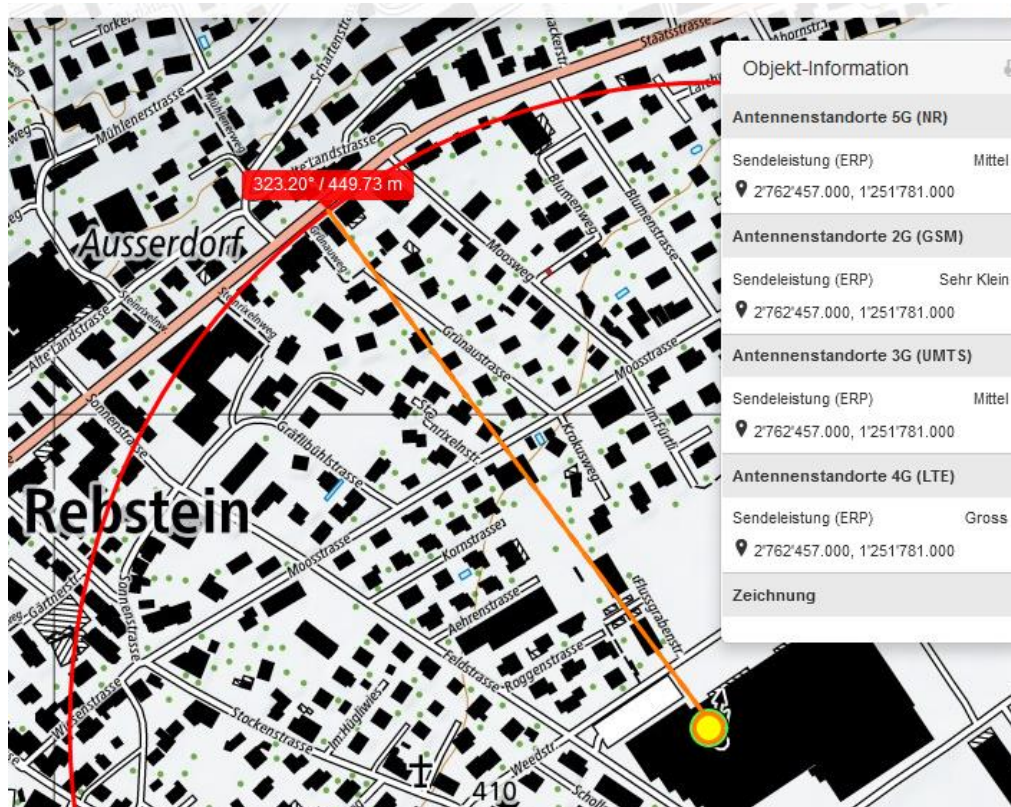 Staatsstrasse
Ahornstr.
Schartenstr.
Mühlenerstrasse
Mühlenerweg
Alte Landstrasse
323.20° / 449.73 m
Ausserdorf
Grünauweg
Moosweg
Blumenweg
Blumenstrasse
Steinrixelnw.
Steinrixelnweg
Alte Landstrasse
Grünaustrasse
Moosstrasse
Im Fürtli
Krokusweg
Sonnenstrasse
Gräflibühlstrasse
Rebstein
Moosstrasse
Kornstrasse
Aehrenstrasse
Flussgrabenstr.
Gärtnerstr.
Sonnenstrasse
Feldstrasse
Roggenstrasse
Wiesenstrasse
Stockenstrasse
Im Hügliwies
Weedstr.
410
Objekt-Information
Antennenstandorte 5G (NR)
Sendeleistung (ERP) Mittel
2'762'457.000, 1'251'781.000
Antennenstandorte 2G (GSM)
Sendeleistung (ERP) Sehr Klein
2'762'457.000, 1'251'781.000
Antennenstandorte 3G (UMTS)
Sendeleistung (ERP) Mittel
2'762'457.000, 1'251'781.000
Antennenstandorte 4G (LTE)
Sendeleistung (ERP) Gross
2'762'457.000, 1'251'781.000
Zeichnung